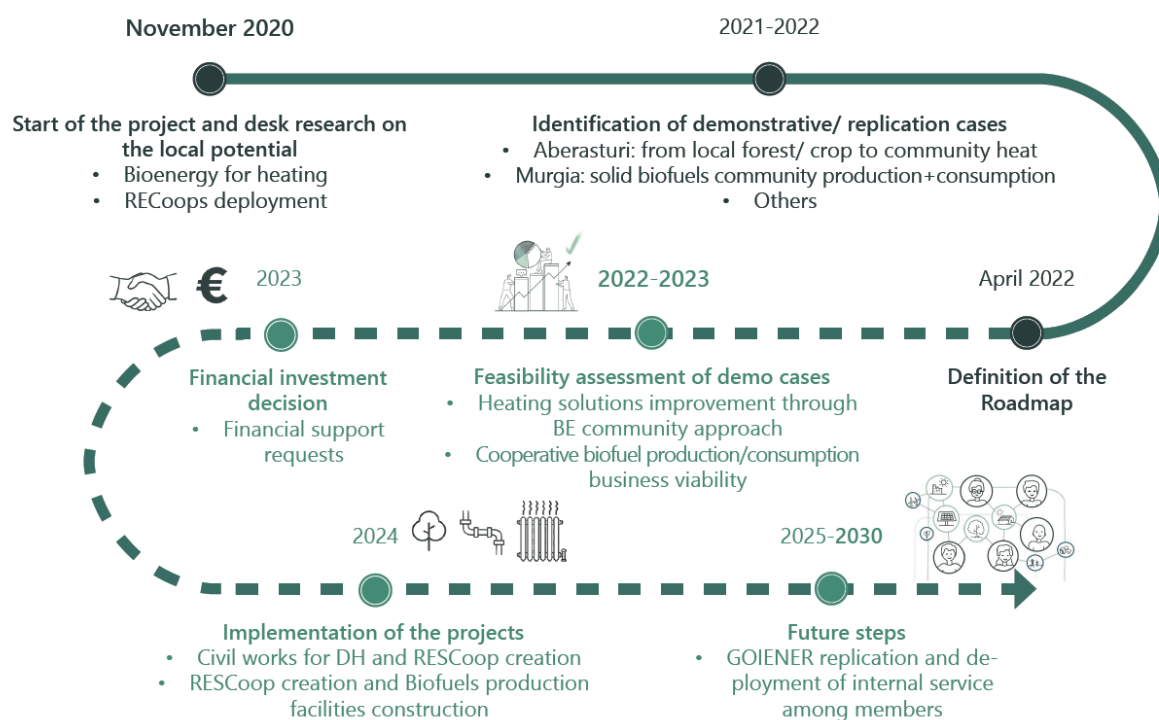 November 2020
2021-2022
Start of the project and desk research on
the local potential
• Bioenergy for heating
• RECoops deployment
Identification of demonstrative/ replication cases
• Aberasturi: from local forest/ crop to community heat
• Murgia: solid biofuels community production+consumption
• Others
April 2022
Definition of the
Roadmap
2022-2023
Feasibility assessment of demo cases
• Heating solutions improvement through
BE community approach
• Cooperative biofuel production/consumption
business viability
€
2023
Financial investment
decision
• Financial support
requests
2024
Implementation of the projects
• Civil works for DH and RESCoop creation
• RESCoop creation and Biofuels production
facilities construction
2025-2030
Future steps
• GOIENER replication and de-
ployment of internal service
among members